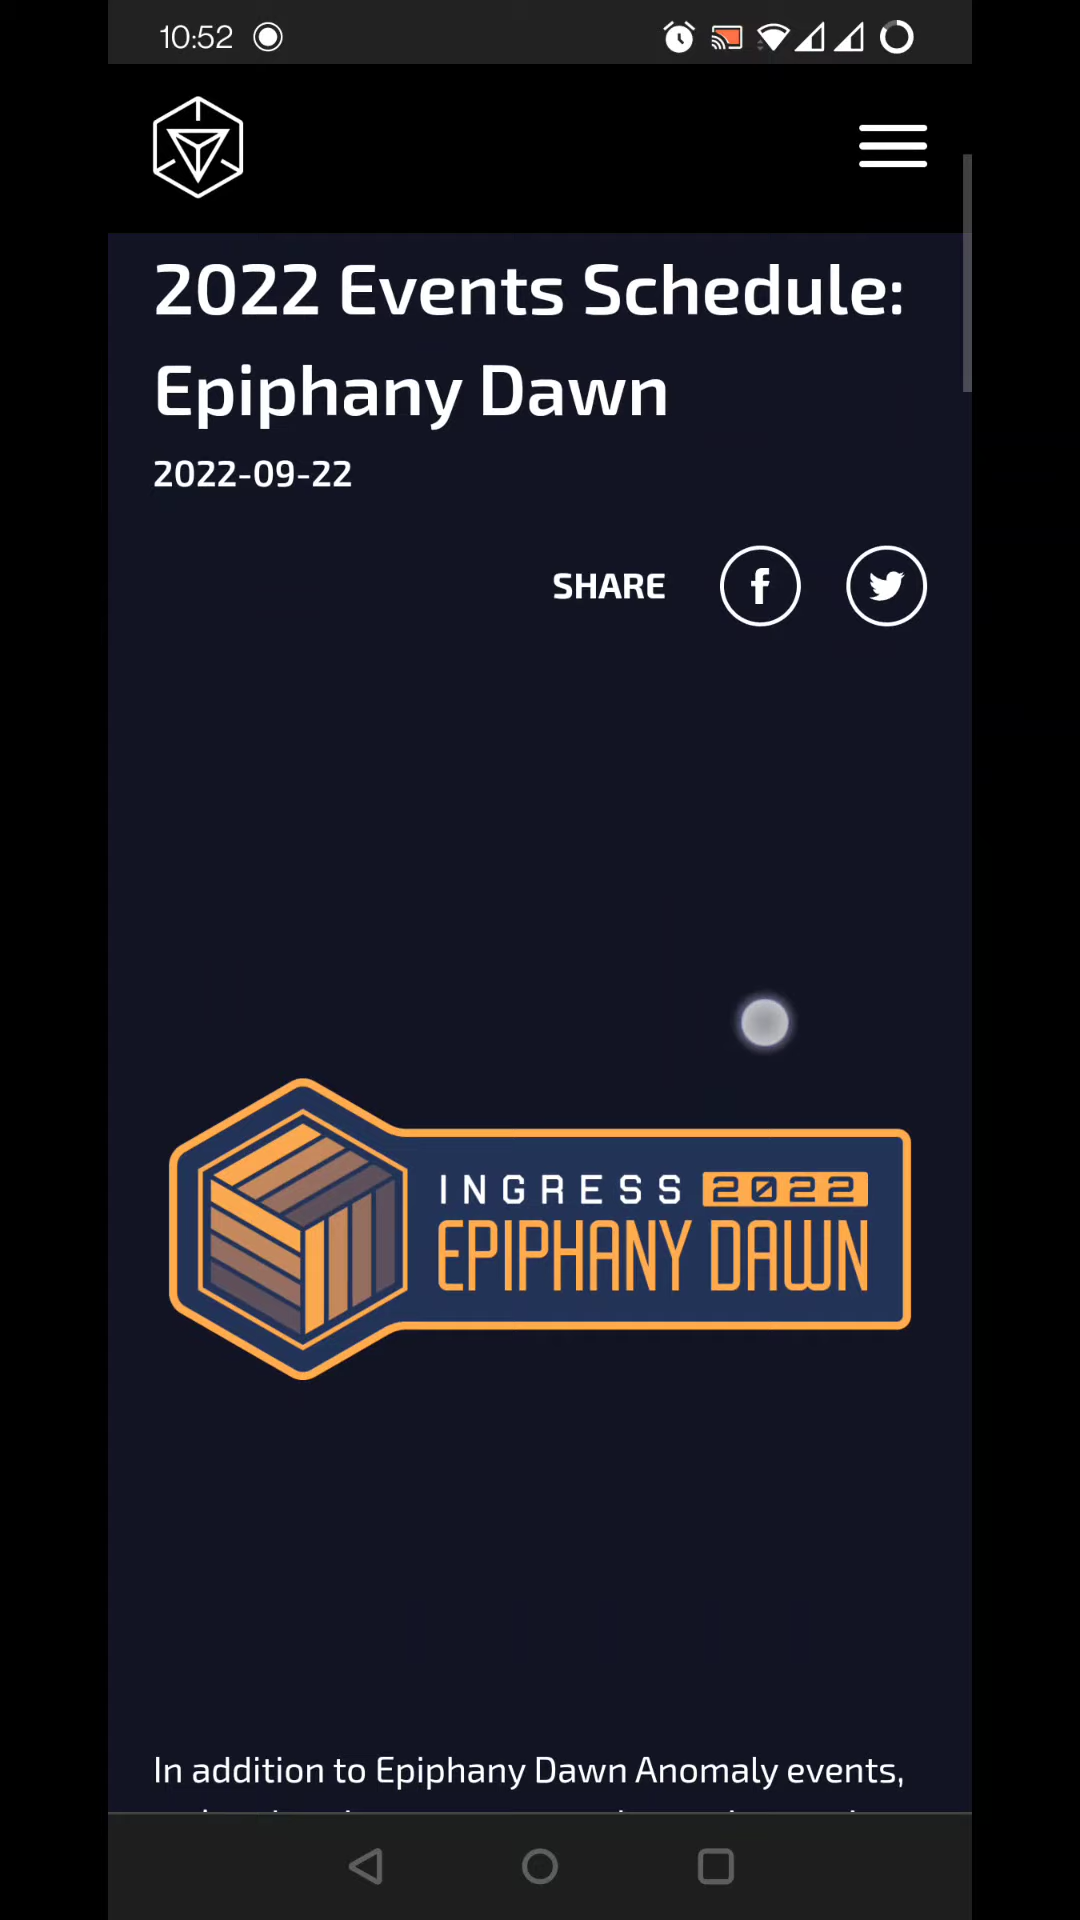 10:52
2022 Events Schedule:
Epiphany Dawn
2022-09-22
SHARE
INGRESS 2022
EPIPHANY DAWN
In addition to Epiphany Dawn Anomaly events,